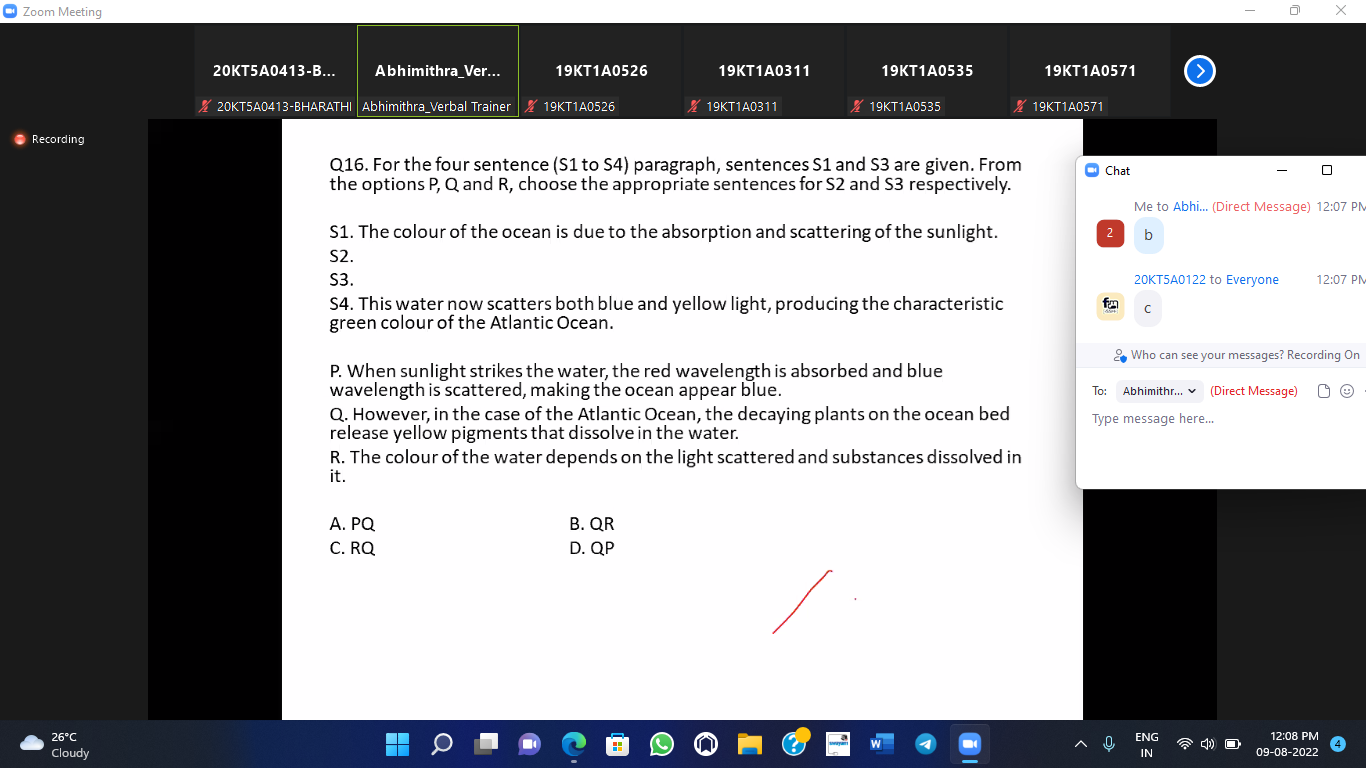 Zoom Meeting
20KT5A0413-B...
Abhimithra_Ver...
19KT1A0526
19KT1A0311
19KT1A0535
19KT1A0571
20KT5A0413-BHARATHI
Abhimithra_Verbal Trainer
19KT1A0526
19KT1A0311
19KT1A0535
19KT1A0571
Recording
Q16. For the four sentence (S1 to S4) paragraph, sentences S1 and S3 are given. From
the options P, Q and R, choose the appropriate sentences for S2 and S3 respectively.
S1. The colour of the ocean is due to the absorption and scattering of the sunlight.
S2.
S3.
S4. This water now scatters both blue and yellow light, producing the characteristic
green colour of the Atlantic Ocean.
P. When sunlight strikes the water, the red wavelength is absorbed and blue
wavelength is scattered, making the ocean appear blue.
Q. However, in the case of the Atlantic Ocean, the decaying plants on the ocean bed
release yellow pigments that dissolve in the water.
R. The colour of the water depends on the light scattered and substances dissolved in
it.
A. PQ
B. QR
C. RQ
D. QP
Chat
Me to Abhi... (Direct Message) 12:07 PM
2
b
20KT5A0122 to Everyone 12:07 PM
c
Who can see your messages? Recording On
To: Abhimithr... (Direct Message)
Type message here...
26°C
Cloudy
ENG
IN
12:08 PM
09-08-2022
4